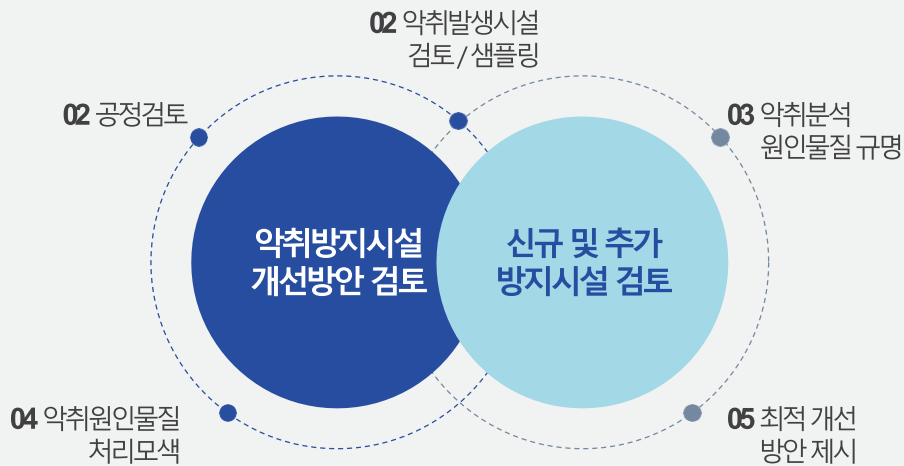 02 악취발생시설
검토 / 샘플링
02 공정검토
03 악취분석
원인물질 규명
악취방지시설
개선방안 검토
신규 및 추가
방지시설 검토
04 악취원인물질
처리모색
05 최적 개선
방안 제시